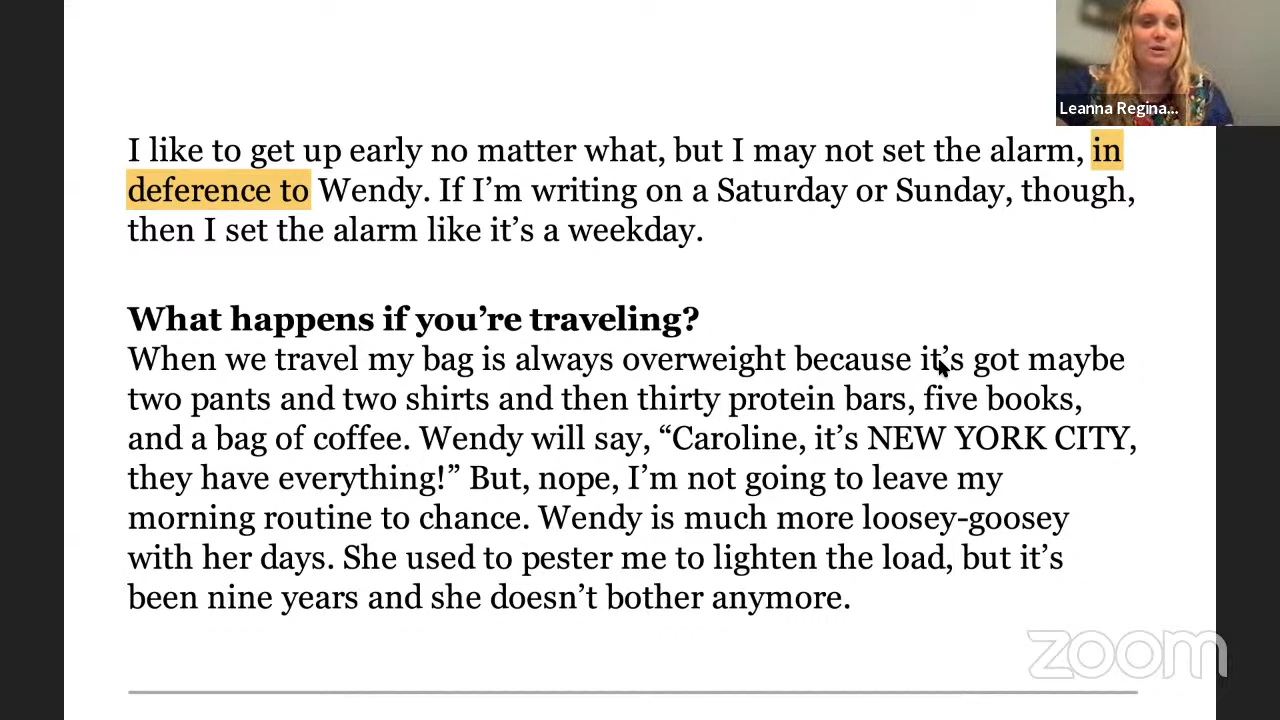 Leanna Regina...
I like to get up early no matter what, but I may not set the alarm, in
deference to Wendy. If I’m writing on a Saturday or Sunday, though,
then I set the alarm like it’s a weekday.
What happens if you’re traveling?
When we travel my bag is always overweight because it’s got maybe
two pants and two shirts and then thirty protein bars, five books,
and a bag of coffee. Wendy will say, “Caroline, it’s NEW YORK CITY,
they have everything!” But, nope, I’m not going to leave my
morning routine to chance. Wendy is much more loosey-goosey
with her days. She used to pester me to lighten the load, but it’s
been nine years and she doesn’t bother anymore.
zoom